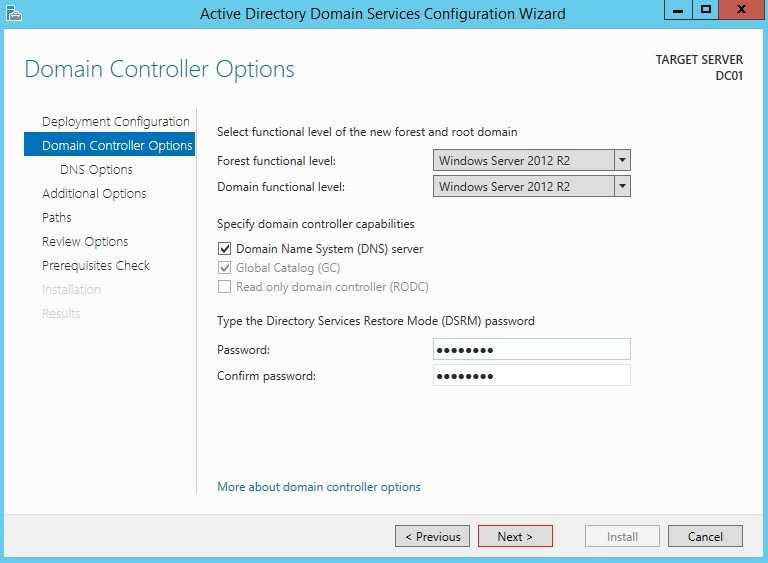 Active Directory Domain Services Configuration Wizard
Domain Controller Options
TARGET SERVER
DC01
Deployment Configuration
Domain Controller Options
DNS Options
Additional Options
Paths
Review Options
Prerequisites Check
Installation
Results
Select functional level of the new forest and root domain
Forest functional level: Windows Server 2012 R2
Domain functional level: Windows Server 2012 R2
Specify domain controller capabilities
Domain Name System (DNS) server
Global Catalog (GC)
Read only domain controller (RODC)
Type the Directory Services Restore Mode (DSRM) password
Password: ••••••••
Confirm password: ••••••••
More about domain controller options
< Previous Next > Install Cancel